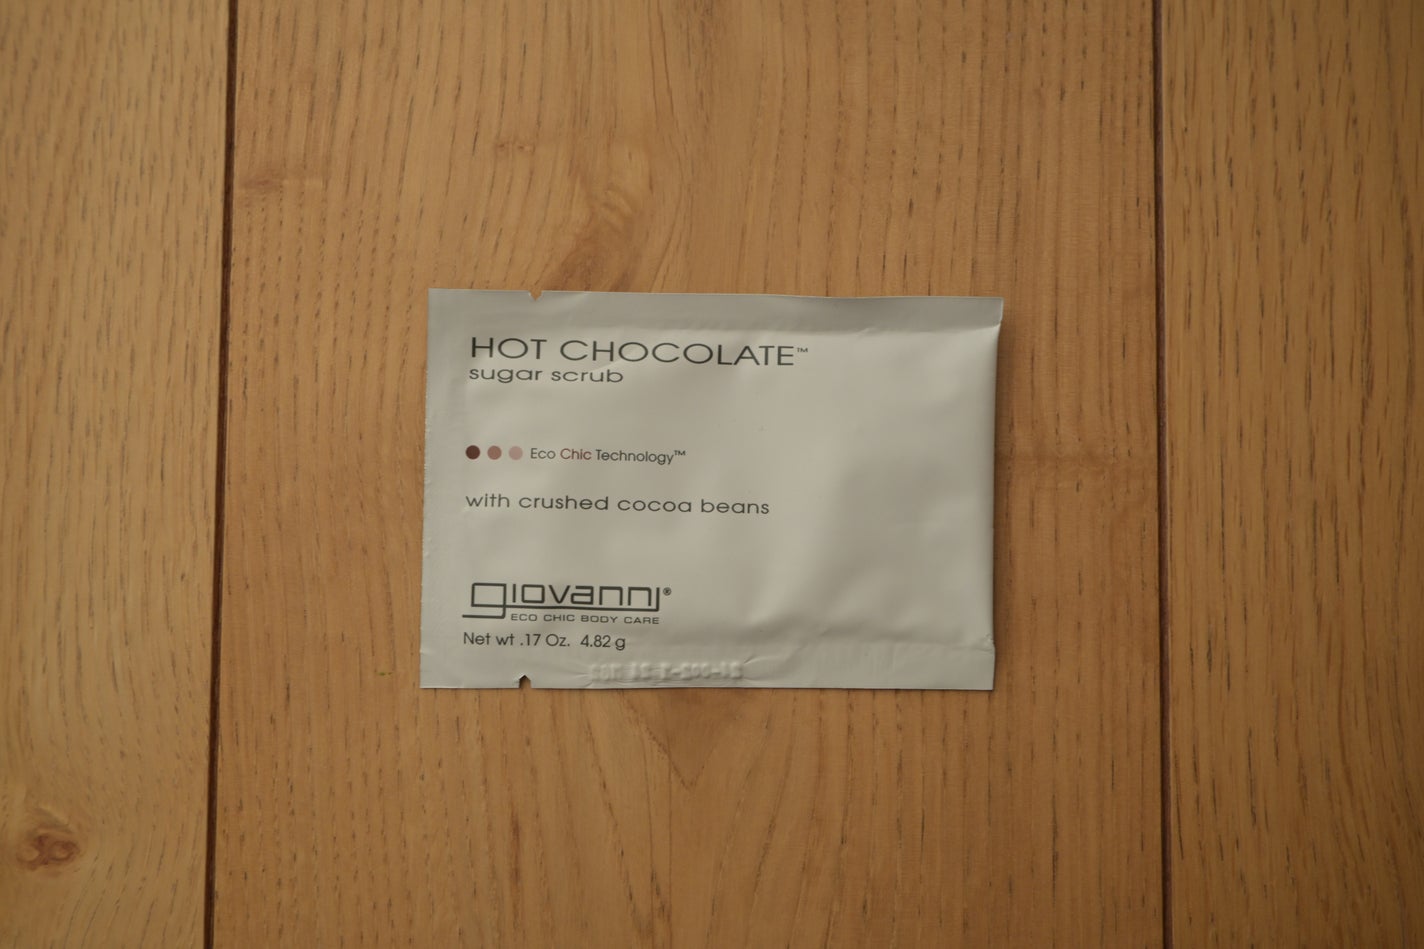 HOT CHOCOLATE™
sugar scrub
Eco Chic Technology™
with crushed cocoa beans
giovanni®
ECO CHIC BODY CARE
Net wt .17 Oz. 4.82 g